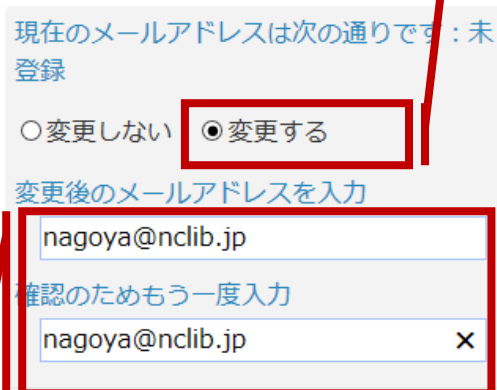 現在のメールアドレスは次の通りです：未
登録
変更しない 変更する
変更後のメールアドレスを入力
nagoya@nclib.jp
確認のためもう一度入力
nagoya@nclib.jp